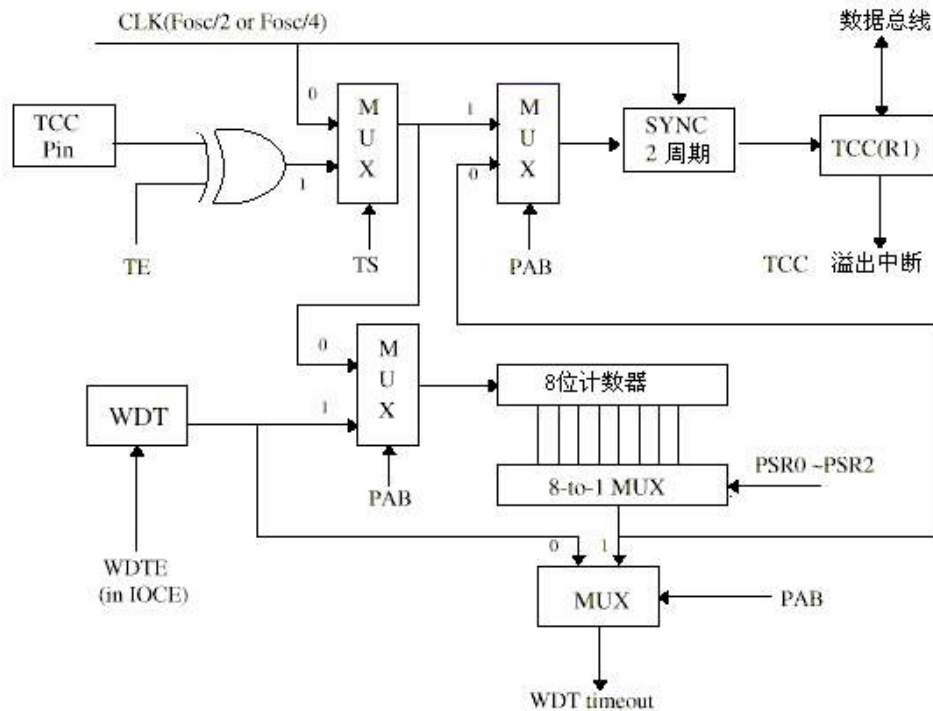 CLK(Fosc/2 or Fosc/4)
数据总线
0
TCC
Pin
1
M
U
X
1
0
M
U
X
SYNC
2 周期
TCC(R1)
TE
TS
PAB
TCC 溢出中断
0
1
M
U
X
8位计数器
WDT
PAB
8-to-1 MUX
PSR0 ~PSR2
WDTE
(in IOCE)
0
1
MUX
PAB
WDT timeout